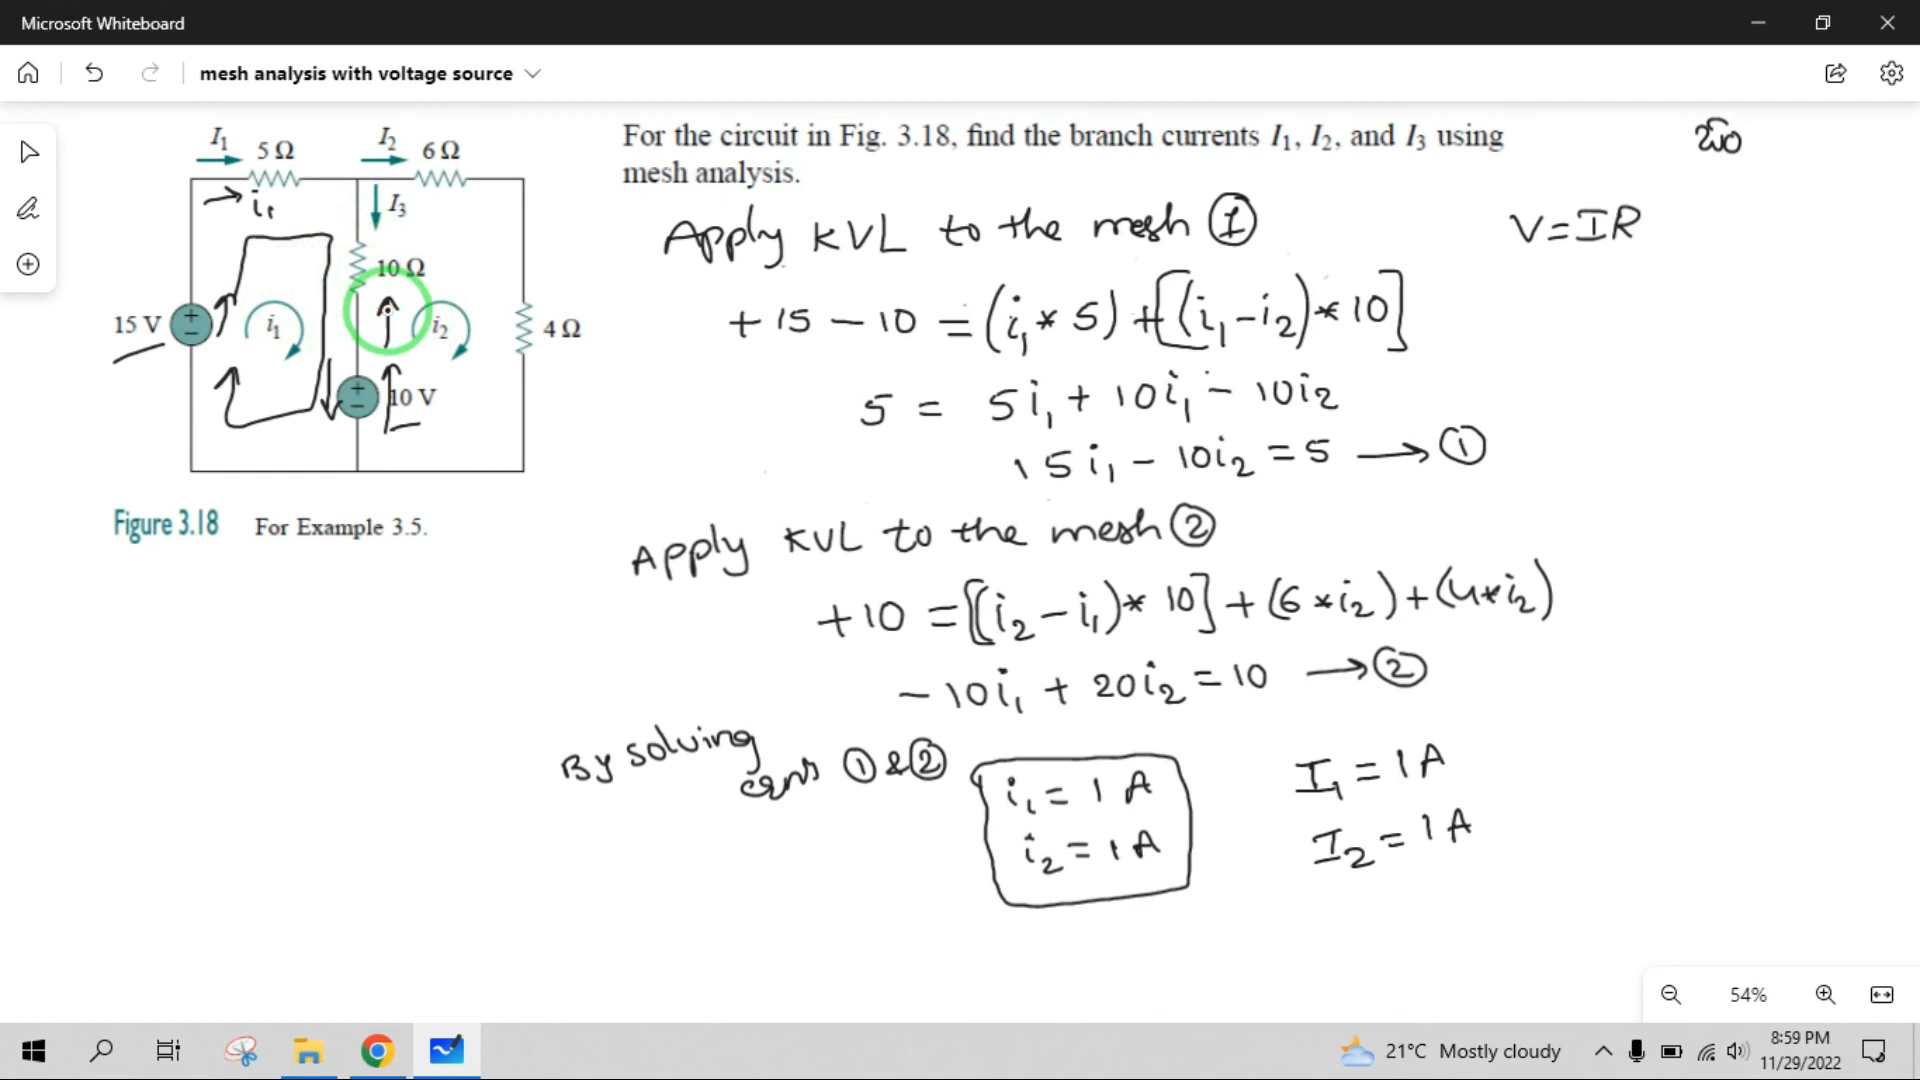 Microsoft Whiteboard
mesh analysis with voltage source
I₁ 5 Ω I₂ 6 Ω
i₁ I₃
10 Ω
15 V + − i₁ i₂ 4 Ω
+ − 10 V
Figure 3.18 For Example 3.5.
For the circuit in Fig. 3.18, find the branch currents I₁, I₂, and I₃ using
mesh analysis.
V=IR
Apply KVL to the mesh ①
+15 − 10 = (i₁ * 5) + [(i₁ − i₂) * 10]
5 = 5i₁ + 10i₁ − 10i₂
15i₁ − 10i₂ = 5 → ①
Apply KVL to the mesh ②
+10 = [(i₂ − i₁) * 10] + (6 * i₂) + (4 * i₂)
− 10i₁ + 20i₂ = 10 → ②
By solving
eqns ① & ②
i₁ = 1 A
i₂ = 1 A
I₁ = 1 A
I₂ = 1 A
54%
21°C Mostly cloudy
8:59 PM
11/29/2022